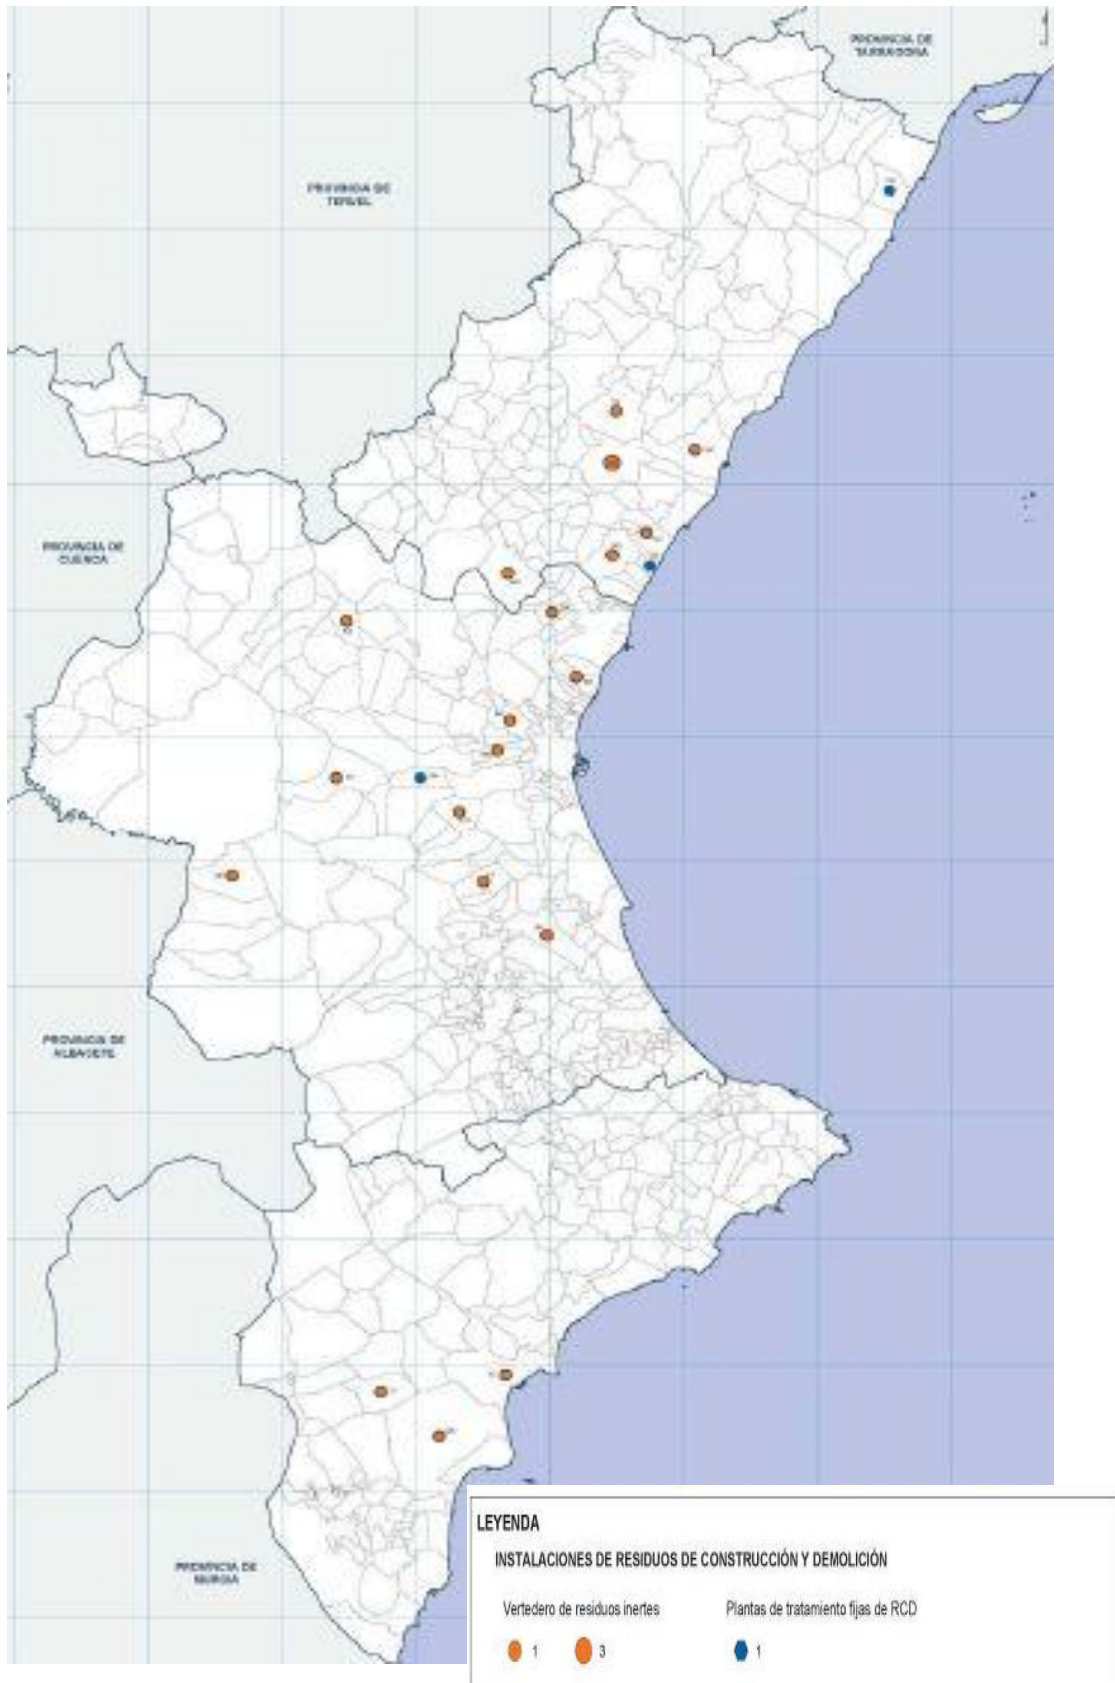 PROVINCIA DE
TARRAGONA
PROVINCIA DE
TERUEL
PROVINCIA DE
CUENCA
PROVINCIA DE
ALBACETE
PROVINCIA DE
MURCIA
LEYENDA
INSTALACIONES DE RESIDUOS DE CONSTRUCCIÓN Y DEMOLICIÓN
Vertedero de residuos inertes Plantas de tratamiento fijas de RCD
1 3 1